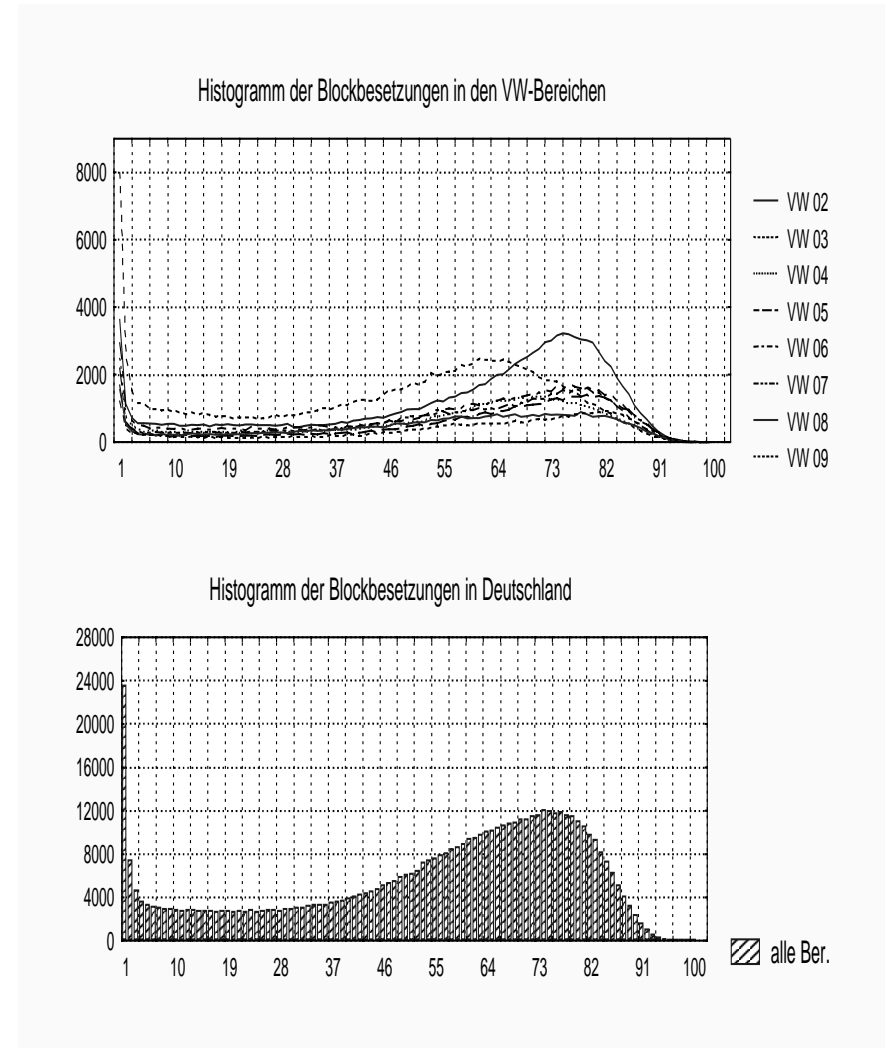 Histogramm der Blockbesetzungen in den VW-Bereichen
8000
6000
4000
2000
0
1 10 19 28 37 46 55 64 73 82 91 100
VW 02
VW 03
VW 04
VW 05
VW 06
VW 07
VW 08
VW 09
Histogramm der Blockbesetzungen in Deutschland
28000
24000
20000
16000
12000
8000
4000
0
1 10 19 28 37 46 55 64 73 82 91 100
alle Ber.